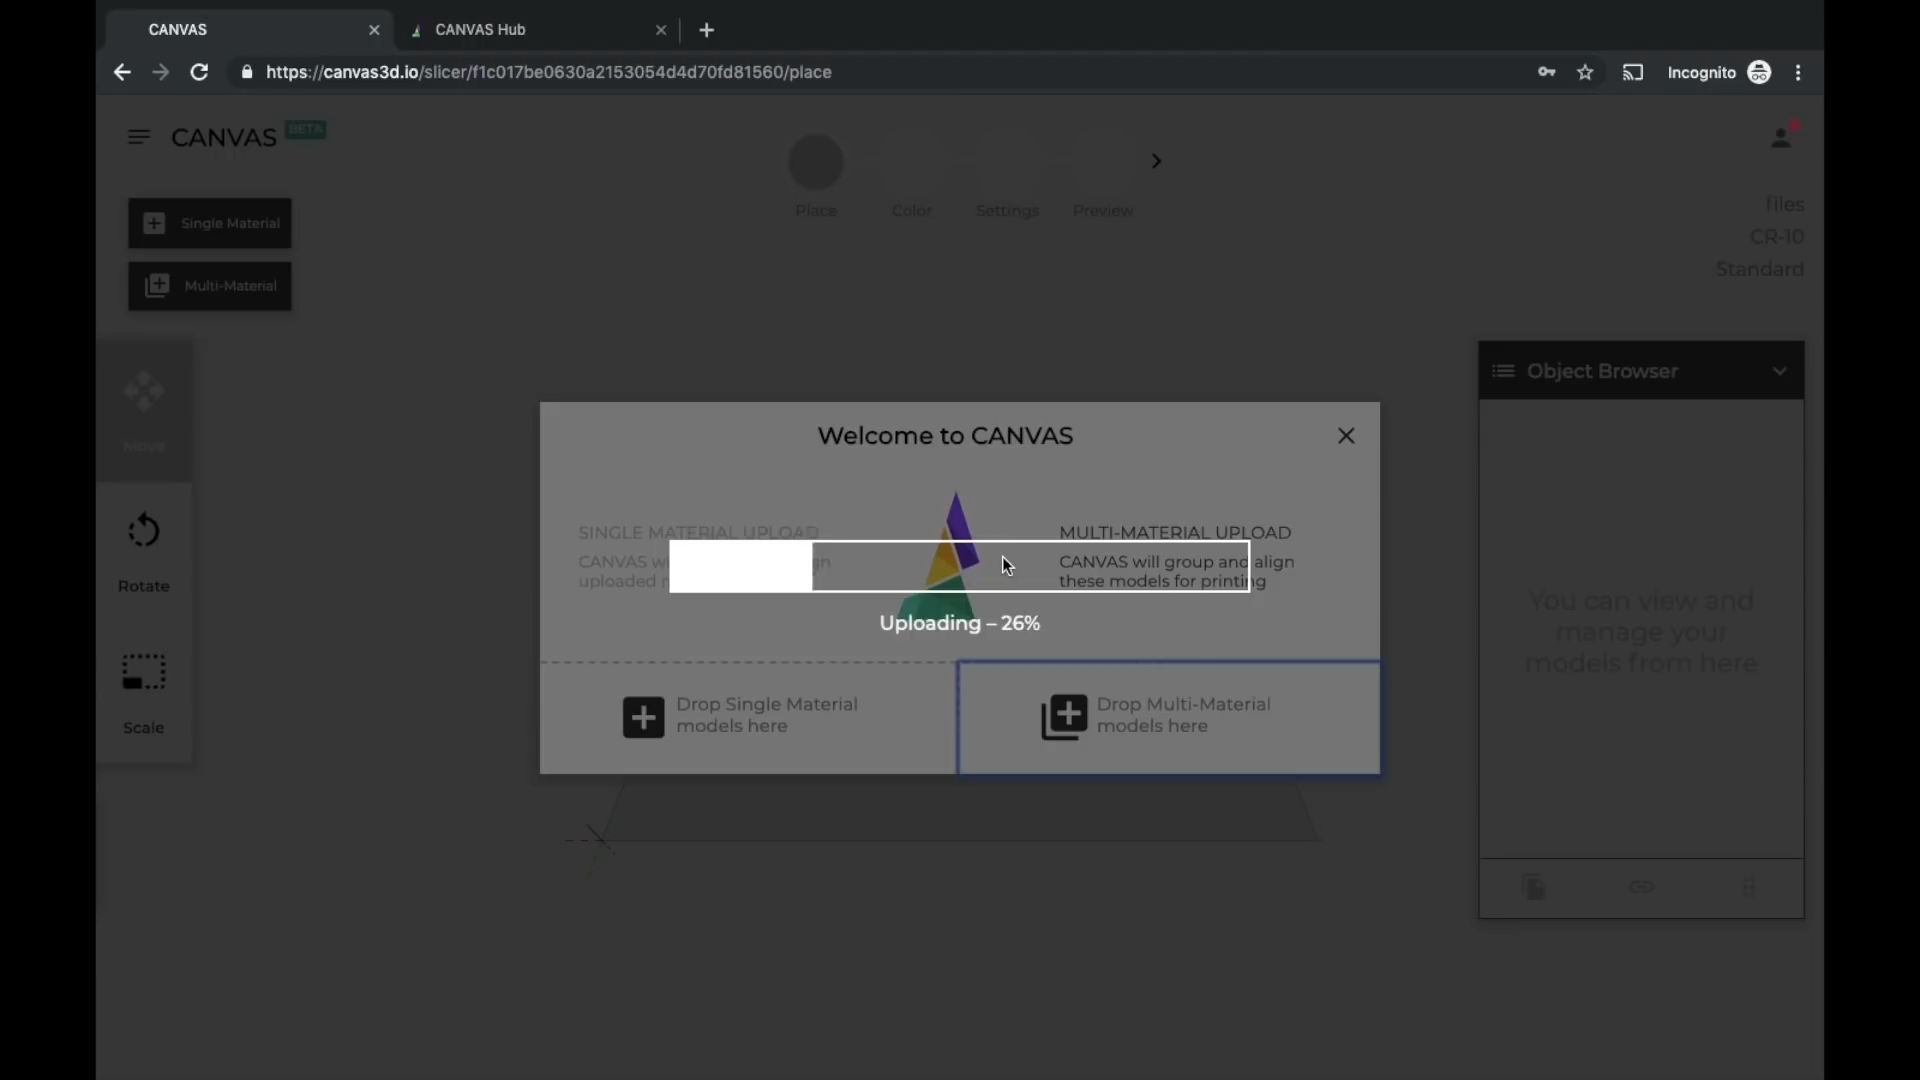 CANVAS
CANVAS Hub
https://canvas3d.io/slicer/f1c017be0630a2153054d4d70fd81560/place
Incognito
CANVAS BETA
Place
Color
Settings
Preview
Single Material
Multi-Material
files
CR-10
Standard
Move
Rotate
Scale
Object Browser
You can view and
manage your
models from here
Welcome to CANVAS
SINGLE MATERIAL UPLOAD
uploaded
MULTI-MATERIAL UPLOAD
CANVAS will group and align
these models for printing
CANVAS
Uploading – 26%
Drop Single Material
models here
Drop Multi-Material
models here